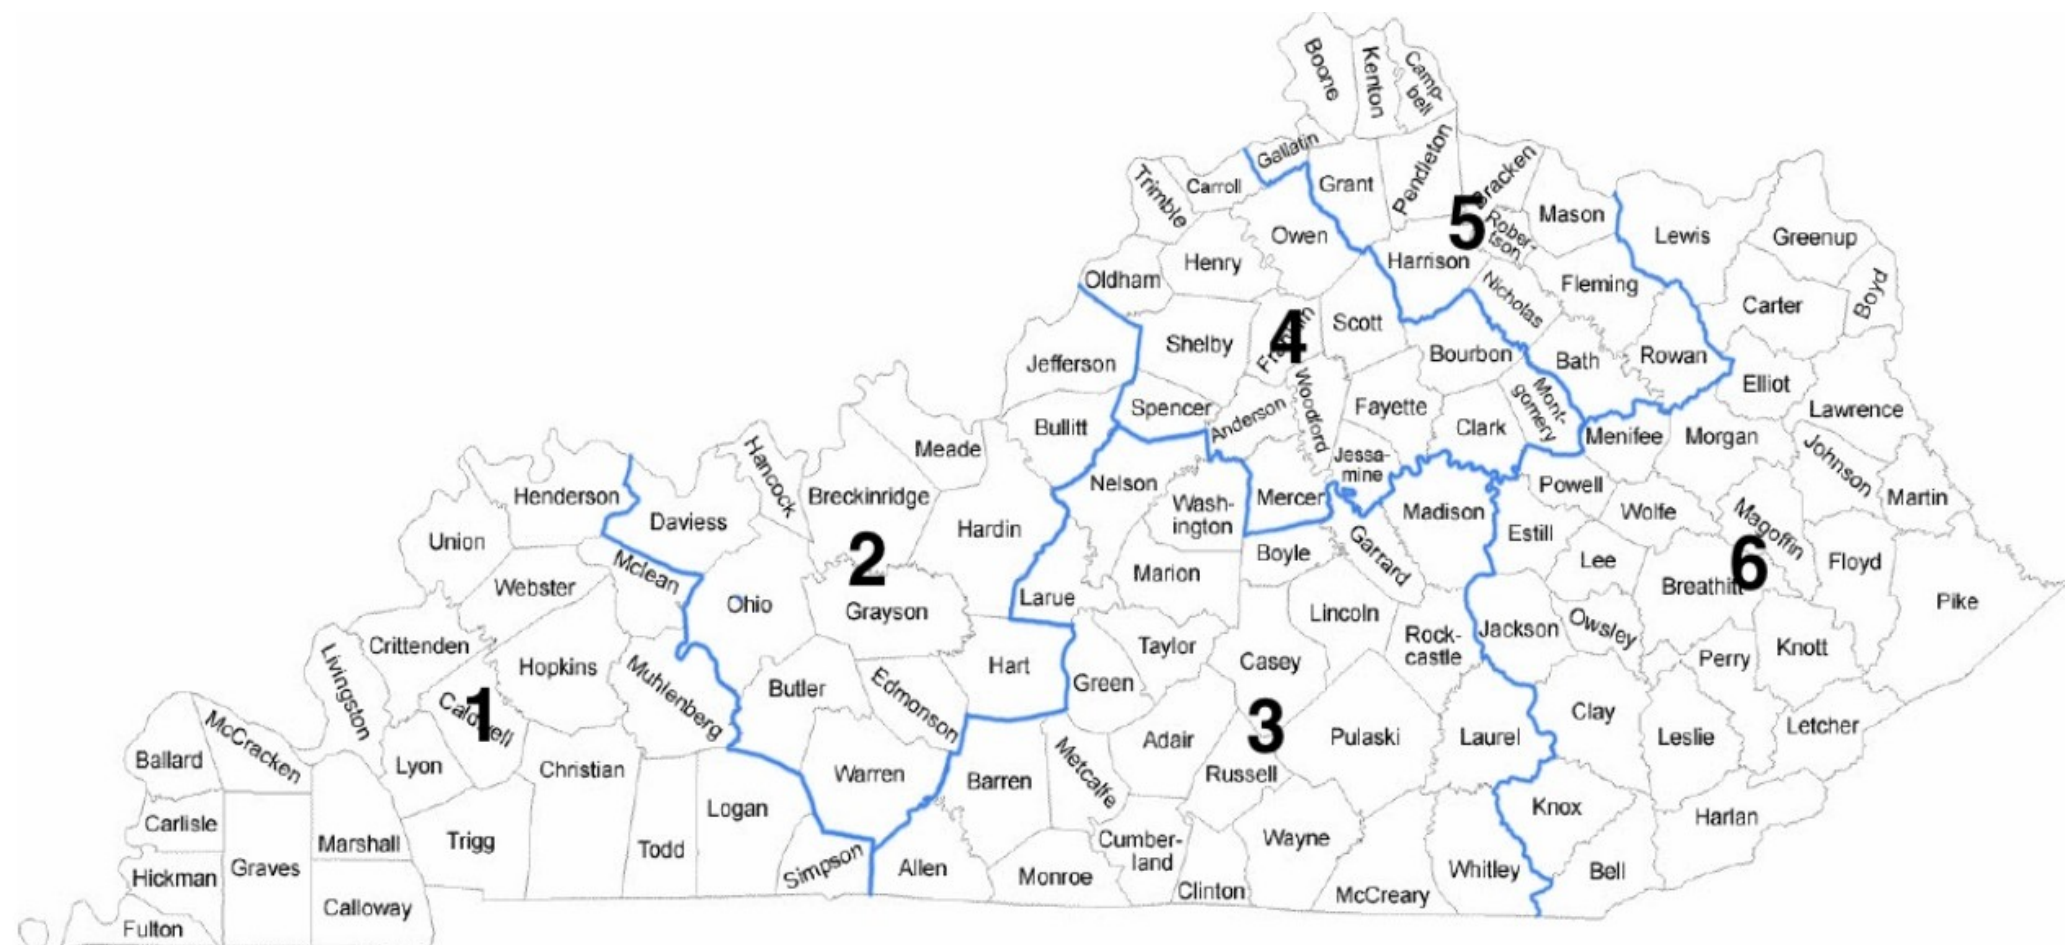 Boone
Kenton
Camp-
bell
Gallatin
Trimble
Carroll
Grant
Pendleton
Bracken
Mason
5
Rober-
tson
Lewis
Greenup
Owen
Henry
Harrison
Oldham
Nicholas
Fleming
Carter
Boyd
4
Franklin
Scott
Shelby
Jefferson
Bourbon
Bath
Rowan
Elliot
Spencer
Anderson
Woodford
Fayette
Clark
Mont-
gomery
Lawrence
Bullitt
Menifee
Morgan
Meade
Hancock
Jessa-
mine
Johnson
Nelson
Powell
Henderson
Breckinridge
Wash-
ington
Mercer
Martin
Daviess
Hardin
Madison
Wolfe
Magoffin
Union
Estill
2
Boyle
Garrard
Lee
6
Floyd
Mclean
Webster
Marion
Breathitt
Pike
Ohio
Grayson
Larue
Lincoln
Jackson
Owsley
Crittenden
Taylor
Rock-
castle
Knott
Livingston
Hopkins
Hart
Casey
Perry
Muhlenberg
Butler
Edmonson
Green
1
Caldwell
McCracken
3
Clay
Letcher
Adair
Pulaski
Laurel
Leslie
Ballard
Lyon
Christian
Warren
Barren
Metcalfe
Russell
Logan
Knox
Carlisle
Harlan
Marshall
Trigg
Todd
Simpson
Cumber-
land
Wayne
Graves
Allen
Hickman
Monroe
Whitley
Bell
Clinton
McCreary
Calloway
Fulton